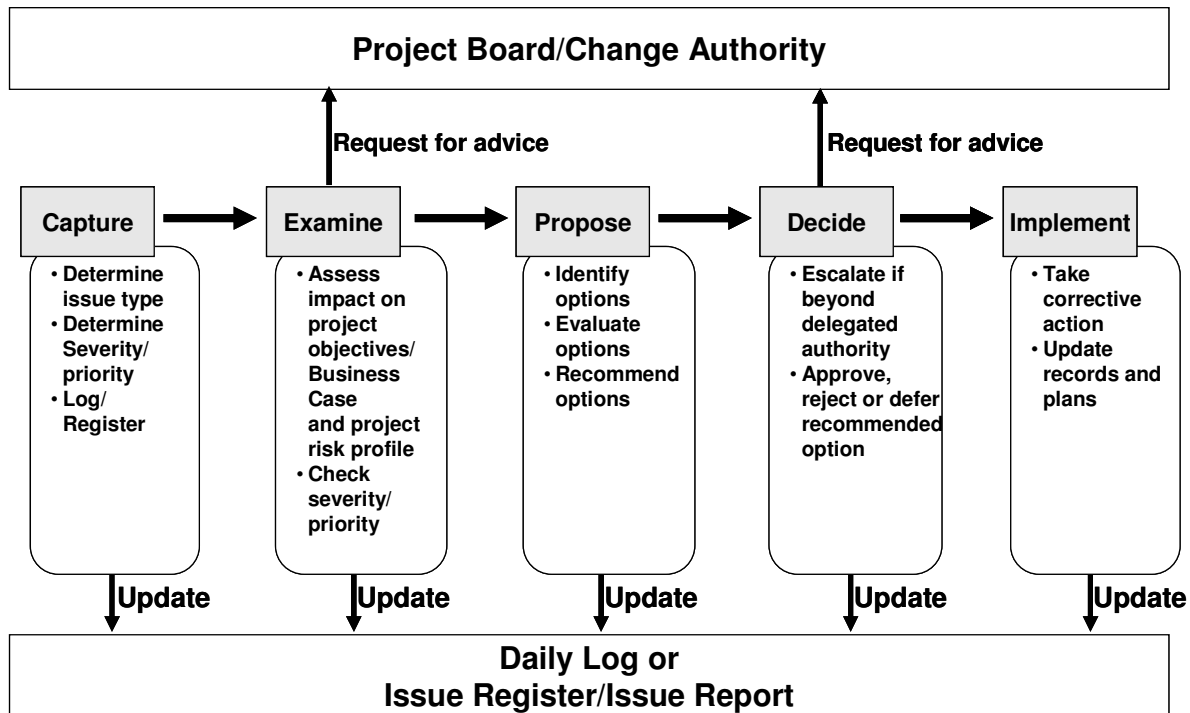 Project Board/Change Authority
Request for advice
Request for advice
Capture
Examine
Propose
Decide
Implement
• Determine
issue type
• Determine
Severity/
priority
• Log/
Register
• Assess
impact on
project
objectives/
Business
Case
and project
risk profile
• Check
severity/
priority
• Identify
options
• Evaluate
options
• Recommend
options
• Escalate if
beyond
delegated
authority
• Approve,
reject or defer
recommended
option
• Take
corrective
action
• Update
records and
plans
Update
Update
Update
Update
Update
Daily Log or
Issue Register/Issue Report